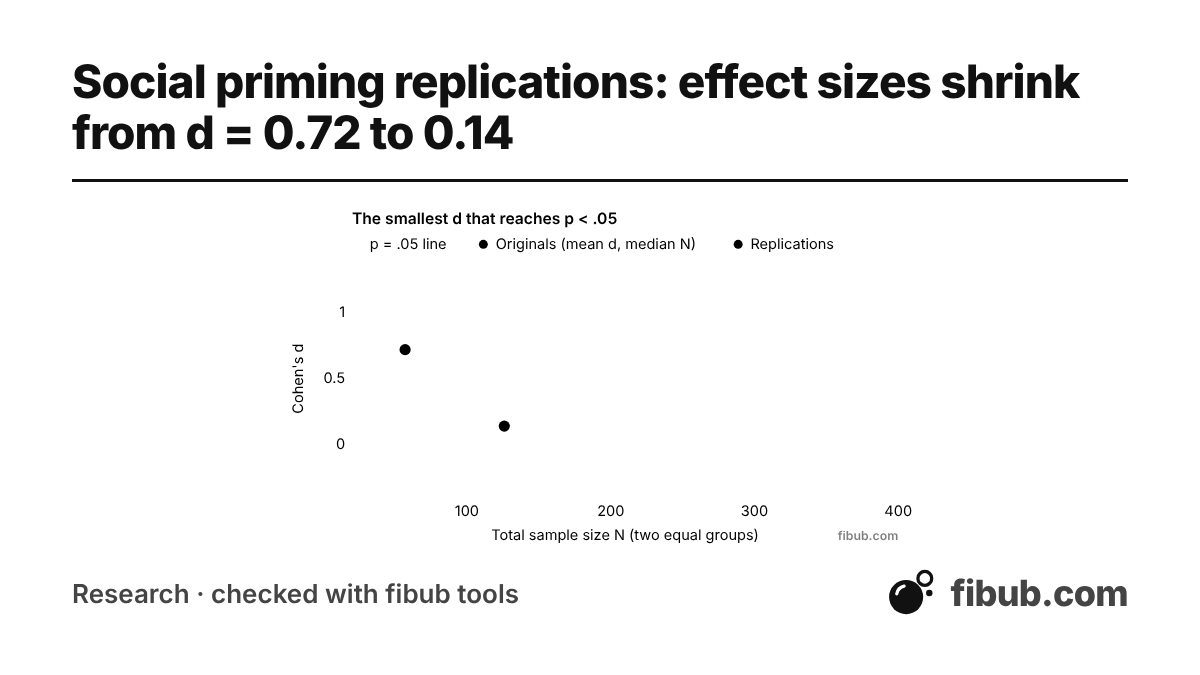 Social priming replications: effect sizes shrink
from d = 0.72 to 0.14
The smallest d that reaches p < .05
p = .05 line Originals (mean d, median N) Replications
1
0.5
0
Cohen's d
100 200 300 400
Total sample size N (two equal groups)
fibub.com
Research · checked with fibub tools
fibub.com